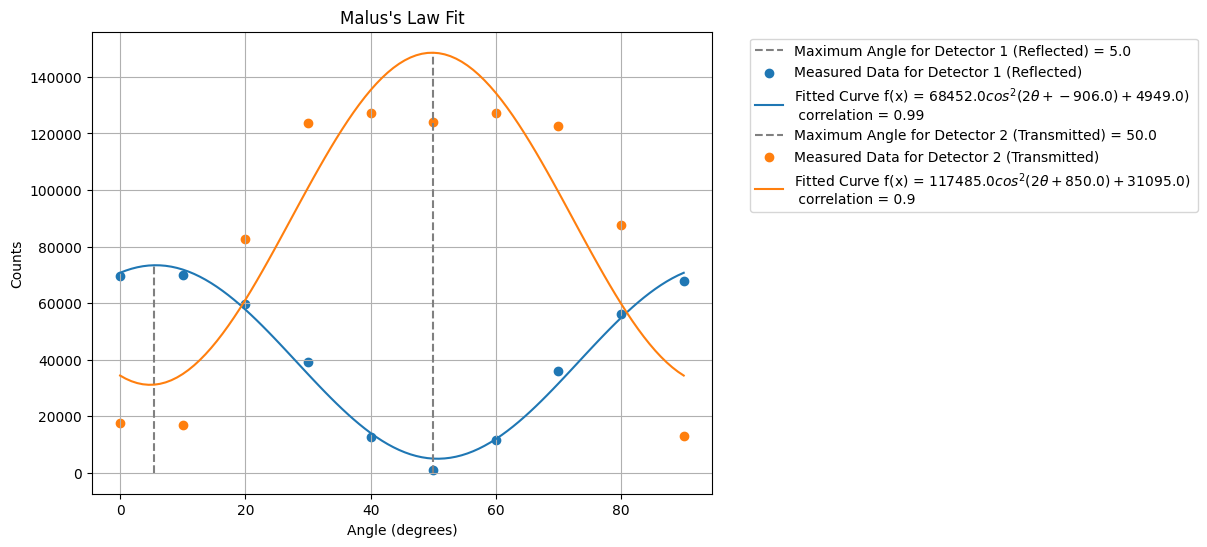 Malus's Law Fit
Counts
140000
120000
100000
80000
60000
40000
20000
0
0 20 40 60 80
Angle (degrees)
Maximum Angle for Detector 1 (Reflected) = 5.0
Measured Data for Detector 1 (Reflected)
Fitted Curve f(x) = 68452.0cos²(2θ + −906.0) + 4949.0)
correlation = 0.99
Maximum Angle for Detector 2 (Transmitted) = 50.0
Measured Data for Detector 2 (Transmitted)
Fitted Curve f(x) = 117485.0cos²(2θ + 850.0) + 31095.0)
correlation = 0.9